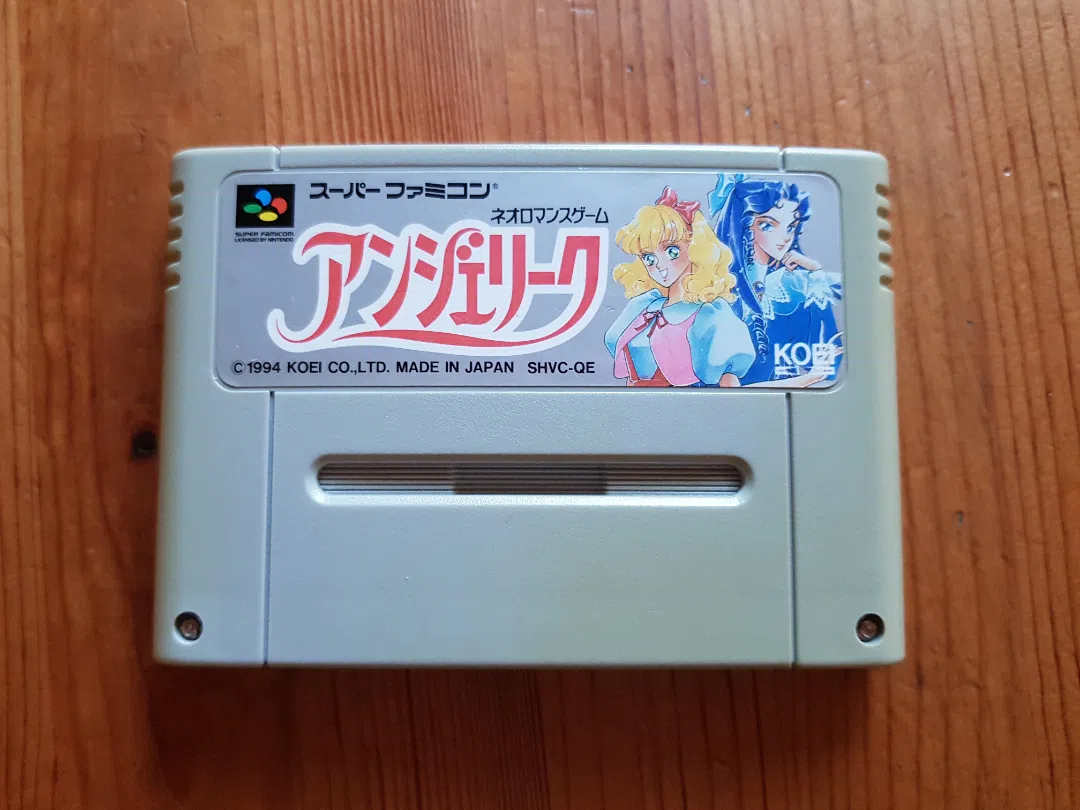 スーパーファミコン®
SUPER FAMICOM
LICENSED BY NINTENDO
ネオロマンスゲーム
アンジェリーク
©1994 KOEI CO.,LTD. MADE IN JAPAN SHVC-QE
KOEI